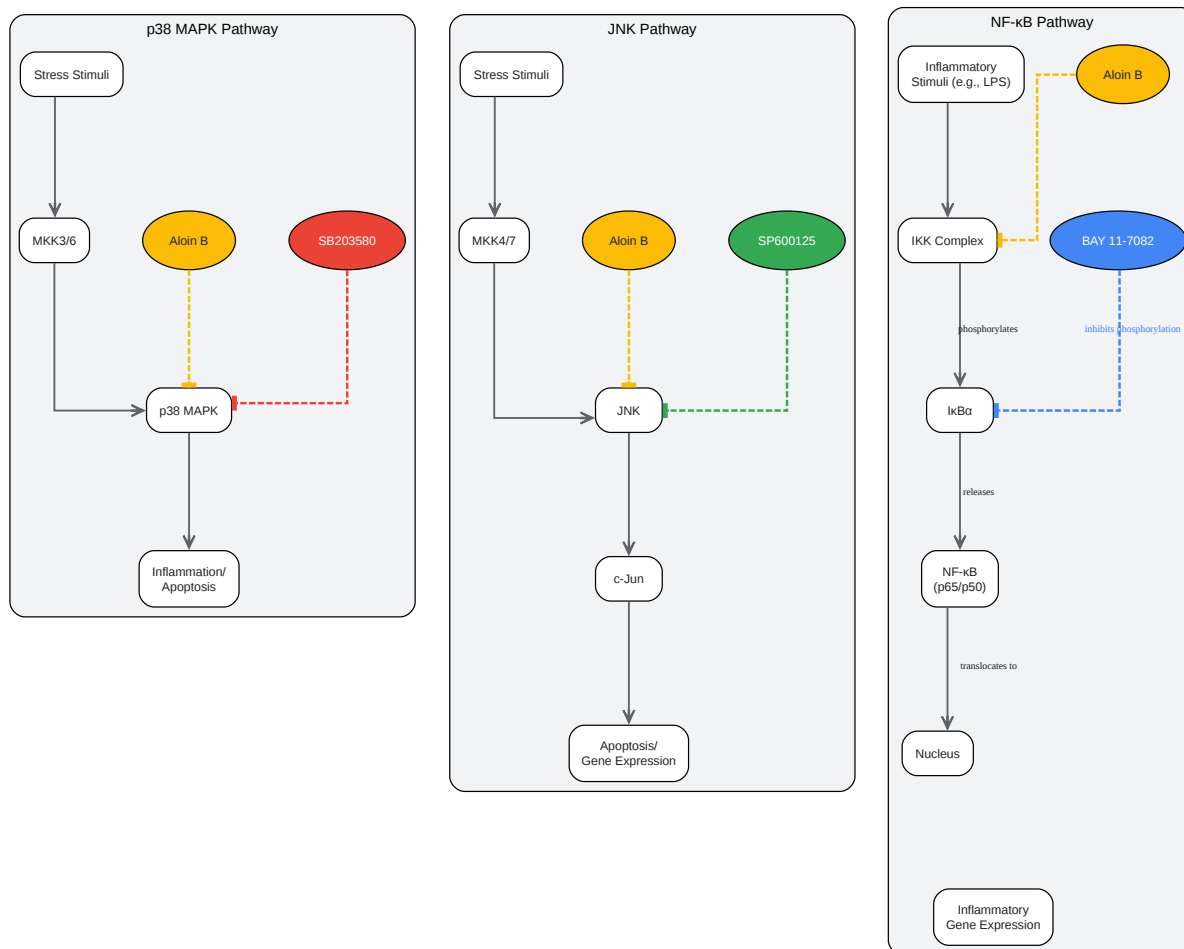 p38 MAPK Pathway
Stress Stimuli
MKK3/6
Aloin B
SB203580
p38 MAPK
Inflammation/
Apoptosis
JNK Pathway
Stress Stimuli
MKK4/7
Aloin B
SP600125
JNK
c-Jun
Apoptosis/
Gene Expression
NF-κB Pathway
Inflammatory
Stimuli (e.g., LPS)
Aloin B
IKK Complex
BAY 11-7082
phosphorylates
inhibits phosphorylation
IκBα
releases
NF-κB
(p65/p50)
translocates to
Nucleus
Inflammatory
Gene Expression